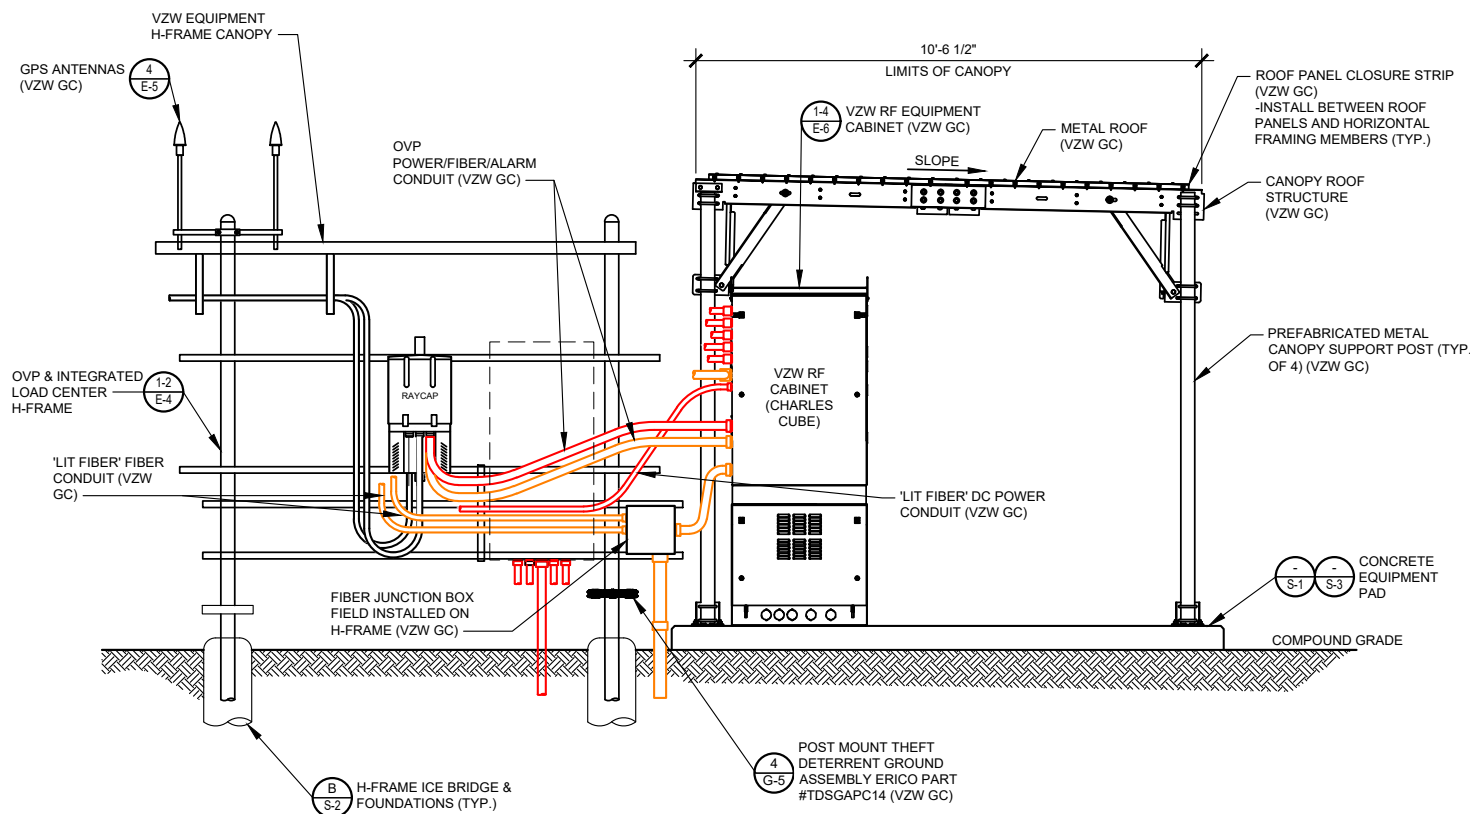 VZW EQUIPMENT
H-FRAME CANOPY
GPS ANTENNAS
(VZW GC)
4
E-5
OVP
POWER/FIBER/ALARM
CONDUIT (VZW GC)
1-4
E-6
VZW RF EQUIPMENT
CABINET (VZW GC)
10'-6 1/2"
LIMITS OF CANOPY
METAL ROOF
(VZW GC)
SLOPE
ROOF PANEL CLOSURE STRIP
(VZW GC)
-INSTALL BETWEEN ROOF
PANELS AND HORIZONTAL
FRAMING MEMBERS (TYP.)
CANOPY ROOF
STRUCTURE
(VZW GC)
PREFABRICATED METAL
CANOPY SUPPORT POST (TYP.
OF 4) (VZW GC)
OVP & INTEGRATED
LOAD CENTER
H-FRAME
1-2
E-4
RAYCAP
VZW RF
CABINET
(CHARLES
CUBE)
'LIT FIBER' FIBER
CONDUIT (VZW
GC)
'LIT FIBER' DC POWER
CONDUIT (VZW GC)
FIBER JUNCTION BOX
FIELD INSTALLED ON
H-FRAME (VZW GC)
-
S-1
-
S-3
CONCRETE
EQUIPMENT
PAD
COMPOUND GRADE
B
S-2
H-FRAME ICE BRIDGE &
FOUNDATIONS (TYP.)
4
G-5
POST MOUNT THEFT
DETERRENT GROUND
ASSEMBLY ERICO PART
#TDSGAPC14 (VZW GC)